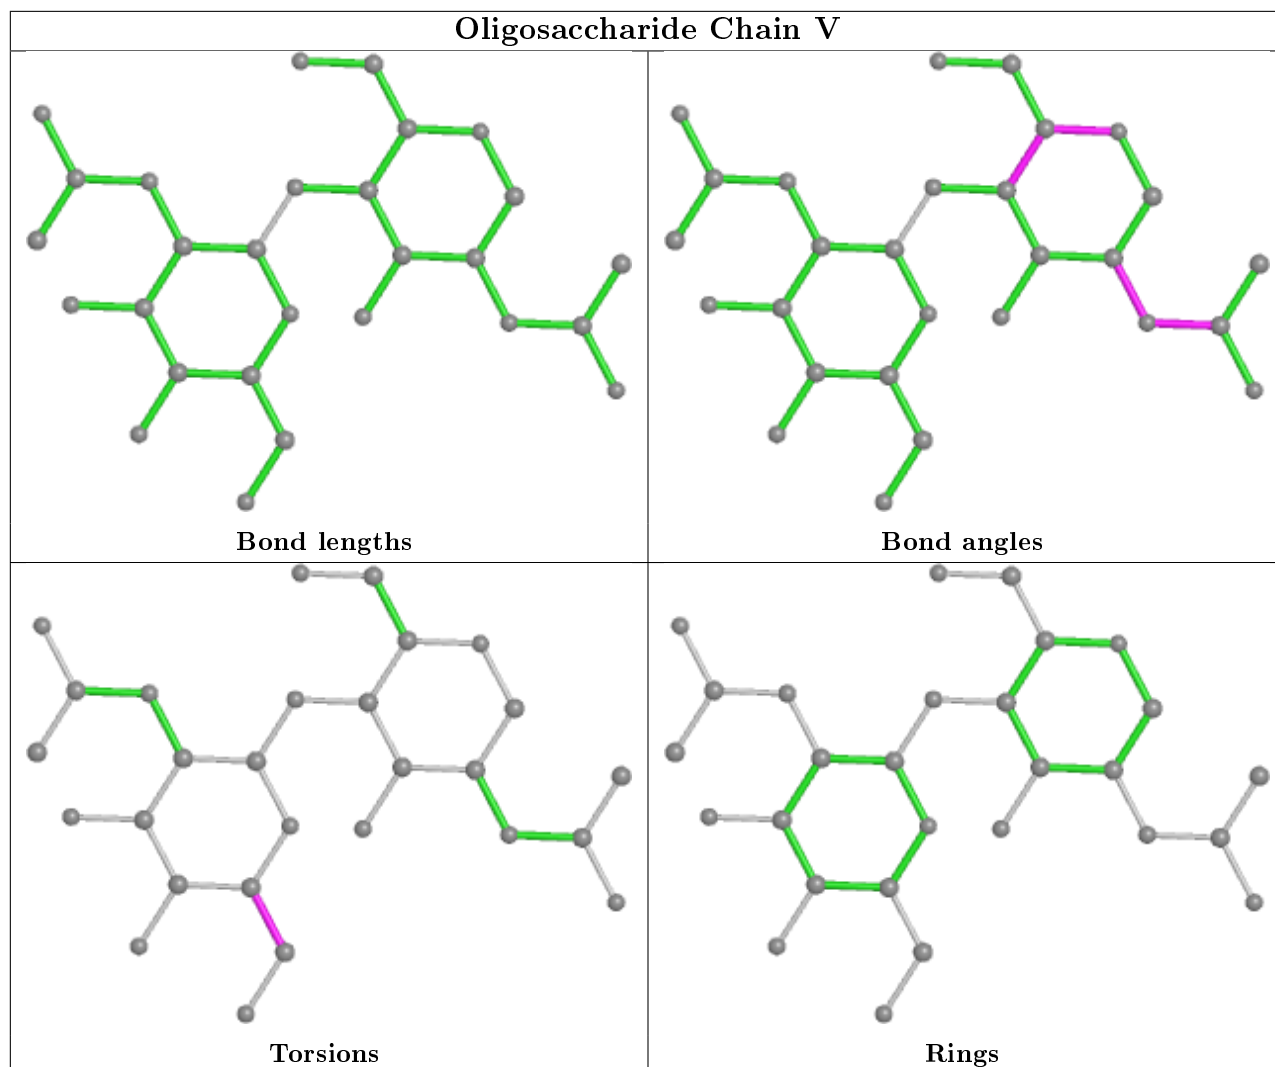 Oligosaccharide Chain V
Bond lengths
Bond angles
Torsions
Rings